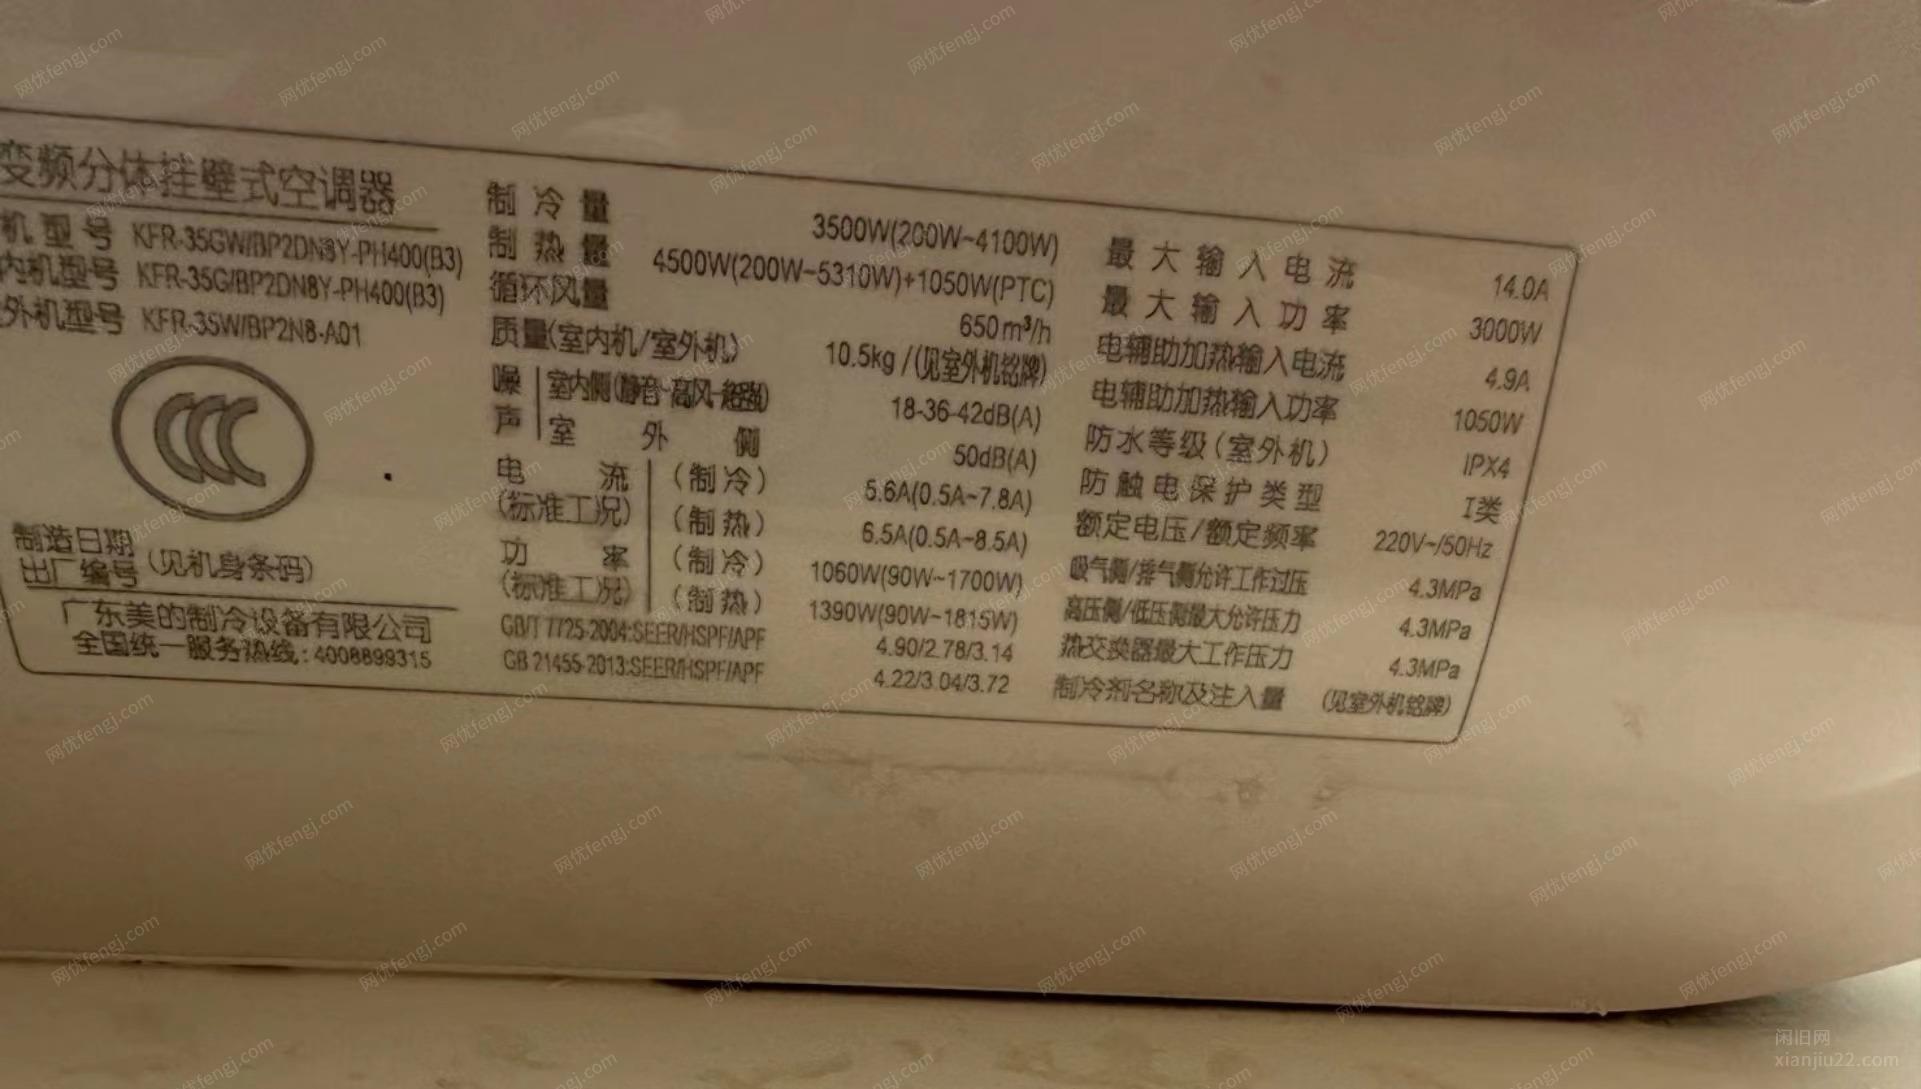 变频分体挂壁式空调器
机型号 KFR-35GW/BP2DN8Y-PH400(B3)
内机型号 KFR-35G/BP2DN8Y-PH400(B3)
外机型号 KFR-35W/BP2N8-A01
CCC
制造日期
出厂编号 (见机身条码)
广东美的制冷设备有限公司
全国统一服务热线:4008899315
制冷量 3500W(200W~4100W)
制热量 4500W(200W~5310W)+1050W(PTC)
循环风量 650m³/h
质量(室内机/室外机) 10.5kg/(见室外机铭牌)
噪声 室内侧(静音-高风-超强) 18-36-42dB(A)
室外侧 50dB(A)
电流(标准工况) (制冷) 5.6A(0.5A~7.8A)
(制热) 6.5A(0.5A~8.5A)
功率(标准工况) (制冷) 1060W(90W~1700W)
(制热) 1390W(90W~1815W)
GB/T 7725-2004:SEER/HSPF/APF 4.90/2.78/3.14
GB 21455-2013:SEER/HSPF/APF 4.22/3.04/3.72
最大输入电流 14.0A
最大输入功率 3000W
电辅助加热输入电流 4.9A
电辅助加热输入功率 1050W
防水等级(室外机) IPX4
防触电保护类型 I类
额定电压/额定频率 220V~/50Hz
吸气侧/排气侧允许工作过压 4.3MPa
高压侧/低压侧最大允许压力 4.3MPa
热交换器最大工作压力 4.3MPa
制冷剂名称及注入量 (见室外机铭牌)
网优fengj.com
闲旧网
xianjiu22.com